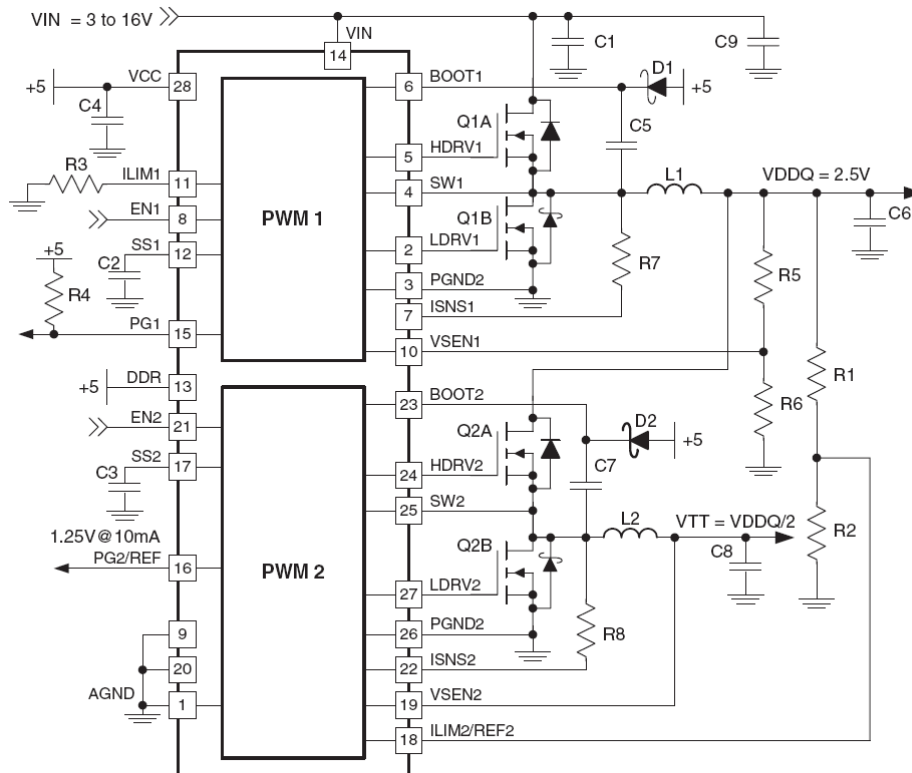 VIN = 3 to 16V
VIN
14
C1
C9
VCC
+5
28
C4
6
BOOT1
D1
+5
Q1A
C5
5
HDRV1
R3
ILIM1
11
4
SW1
L1
VDDQ = 2.5V
C6
EN1
8
PWM 1
Q1B
SS1
12
2
LDRV1
C2
+5
R4
3
PGND2
R7
R5
7
ISNS1
PG1
15
10
VSEN1
DDR
+5
13
23
BOOT2
R6
R1
EN2
21
Q2A
D2
+5
SS2
17
C3
24
HDRV2
C7
25
SW2
L2
VTT = VDDQ/2
R2
1.25V@10mA
PG2/REF
16
PWM 2
Q2B
C8
27
LDRV2
9
26
PGND2
R8
20
22
ISNS2
AGND
1
19
VSEN2
18
ILIM2/REF2